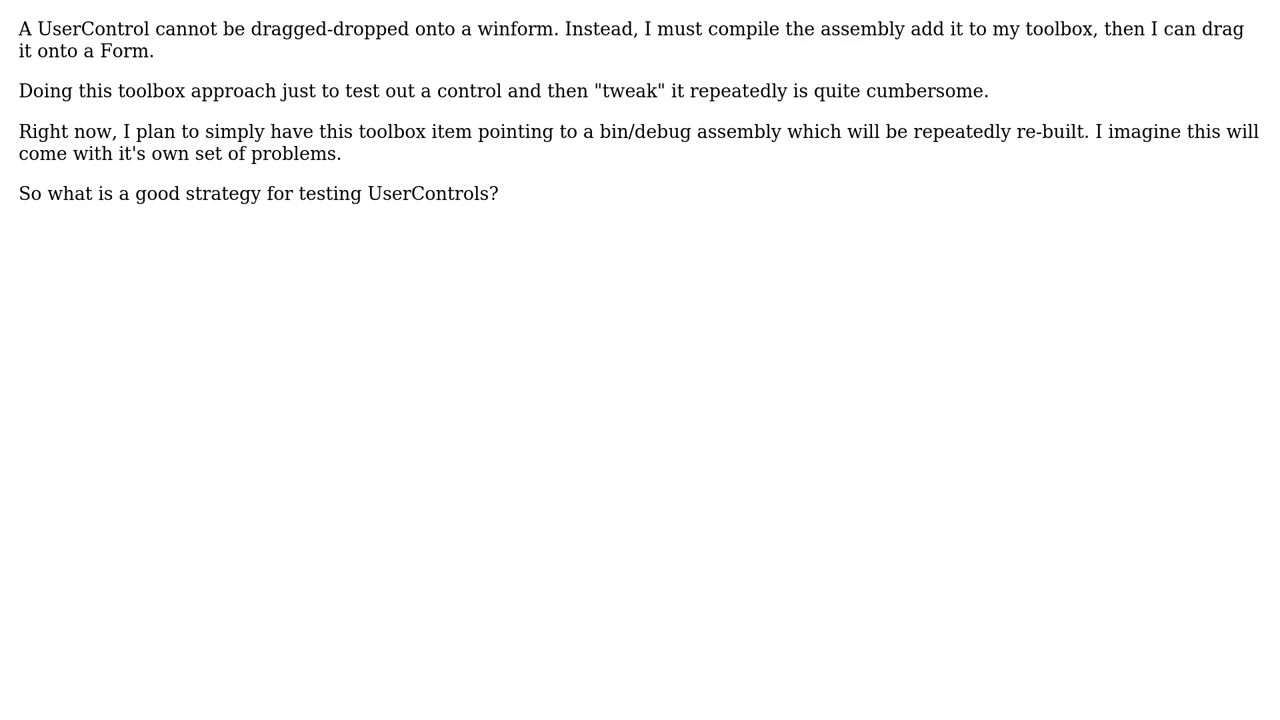 A UserControl cannot be dragged-dropped onto a winform. Instead, I must compile the assembly add it to my toolbox, then I can drag
it onto a Form.
Doing this toolbox approach just to test out a control and then "tweak" it repeatedly is quite cumbersome.
Right now, I plan to simply have this toolbox item pointing to a bin/debug assembly which will be repeatedly re-built. I imagine this will
come with it's own set of problems.
So what is a good strategy for testing UserControls?